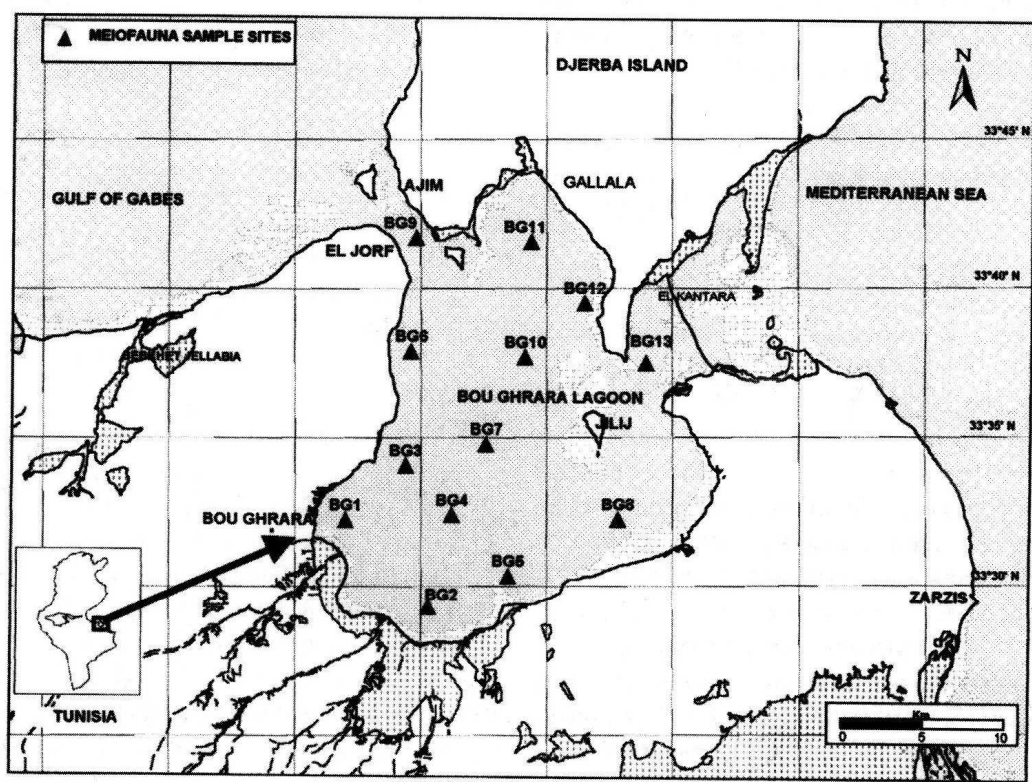 MEIOFAUNA SAMPLE SITES
DJERBA ISLAND
N
33°45' N
GULF OF GABES
AJIM
GALLALA
MEDITERRANEAN SEA
BG9
BG11
EL JORF
33°40' N
BG12
EL KANTARA
BG6
BG10
BG13
BOU GHRARA LAGOON
JILIJ
33°35' N
BG7
BG3
BG1
BG4
BG8
BOU GHRARA
BG5
33°30' N
BG2
ZARZIS
TUNISIA
Km
0 5 10